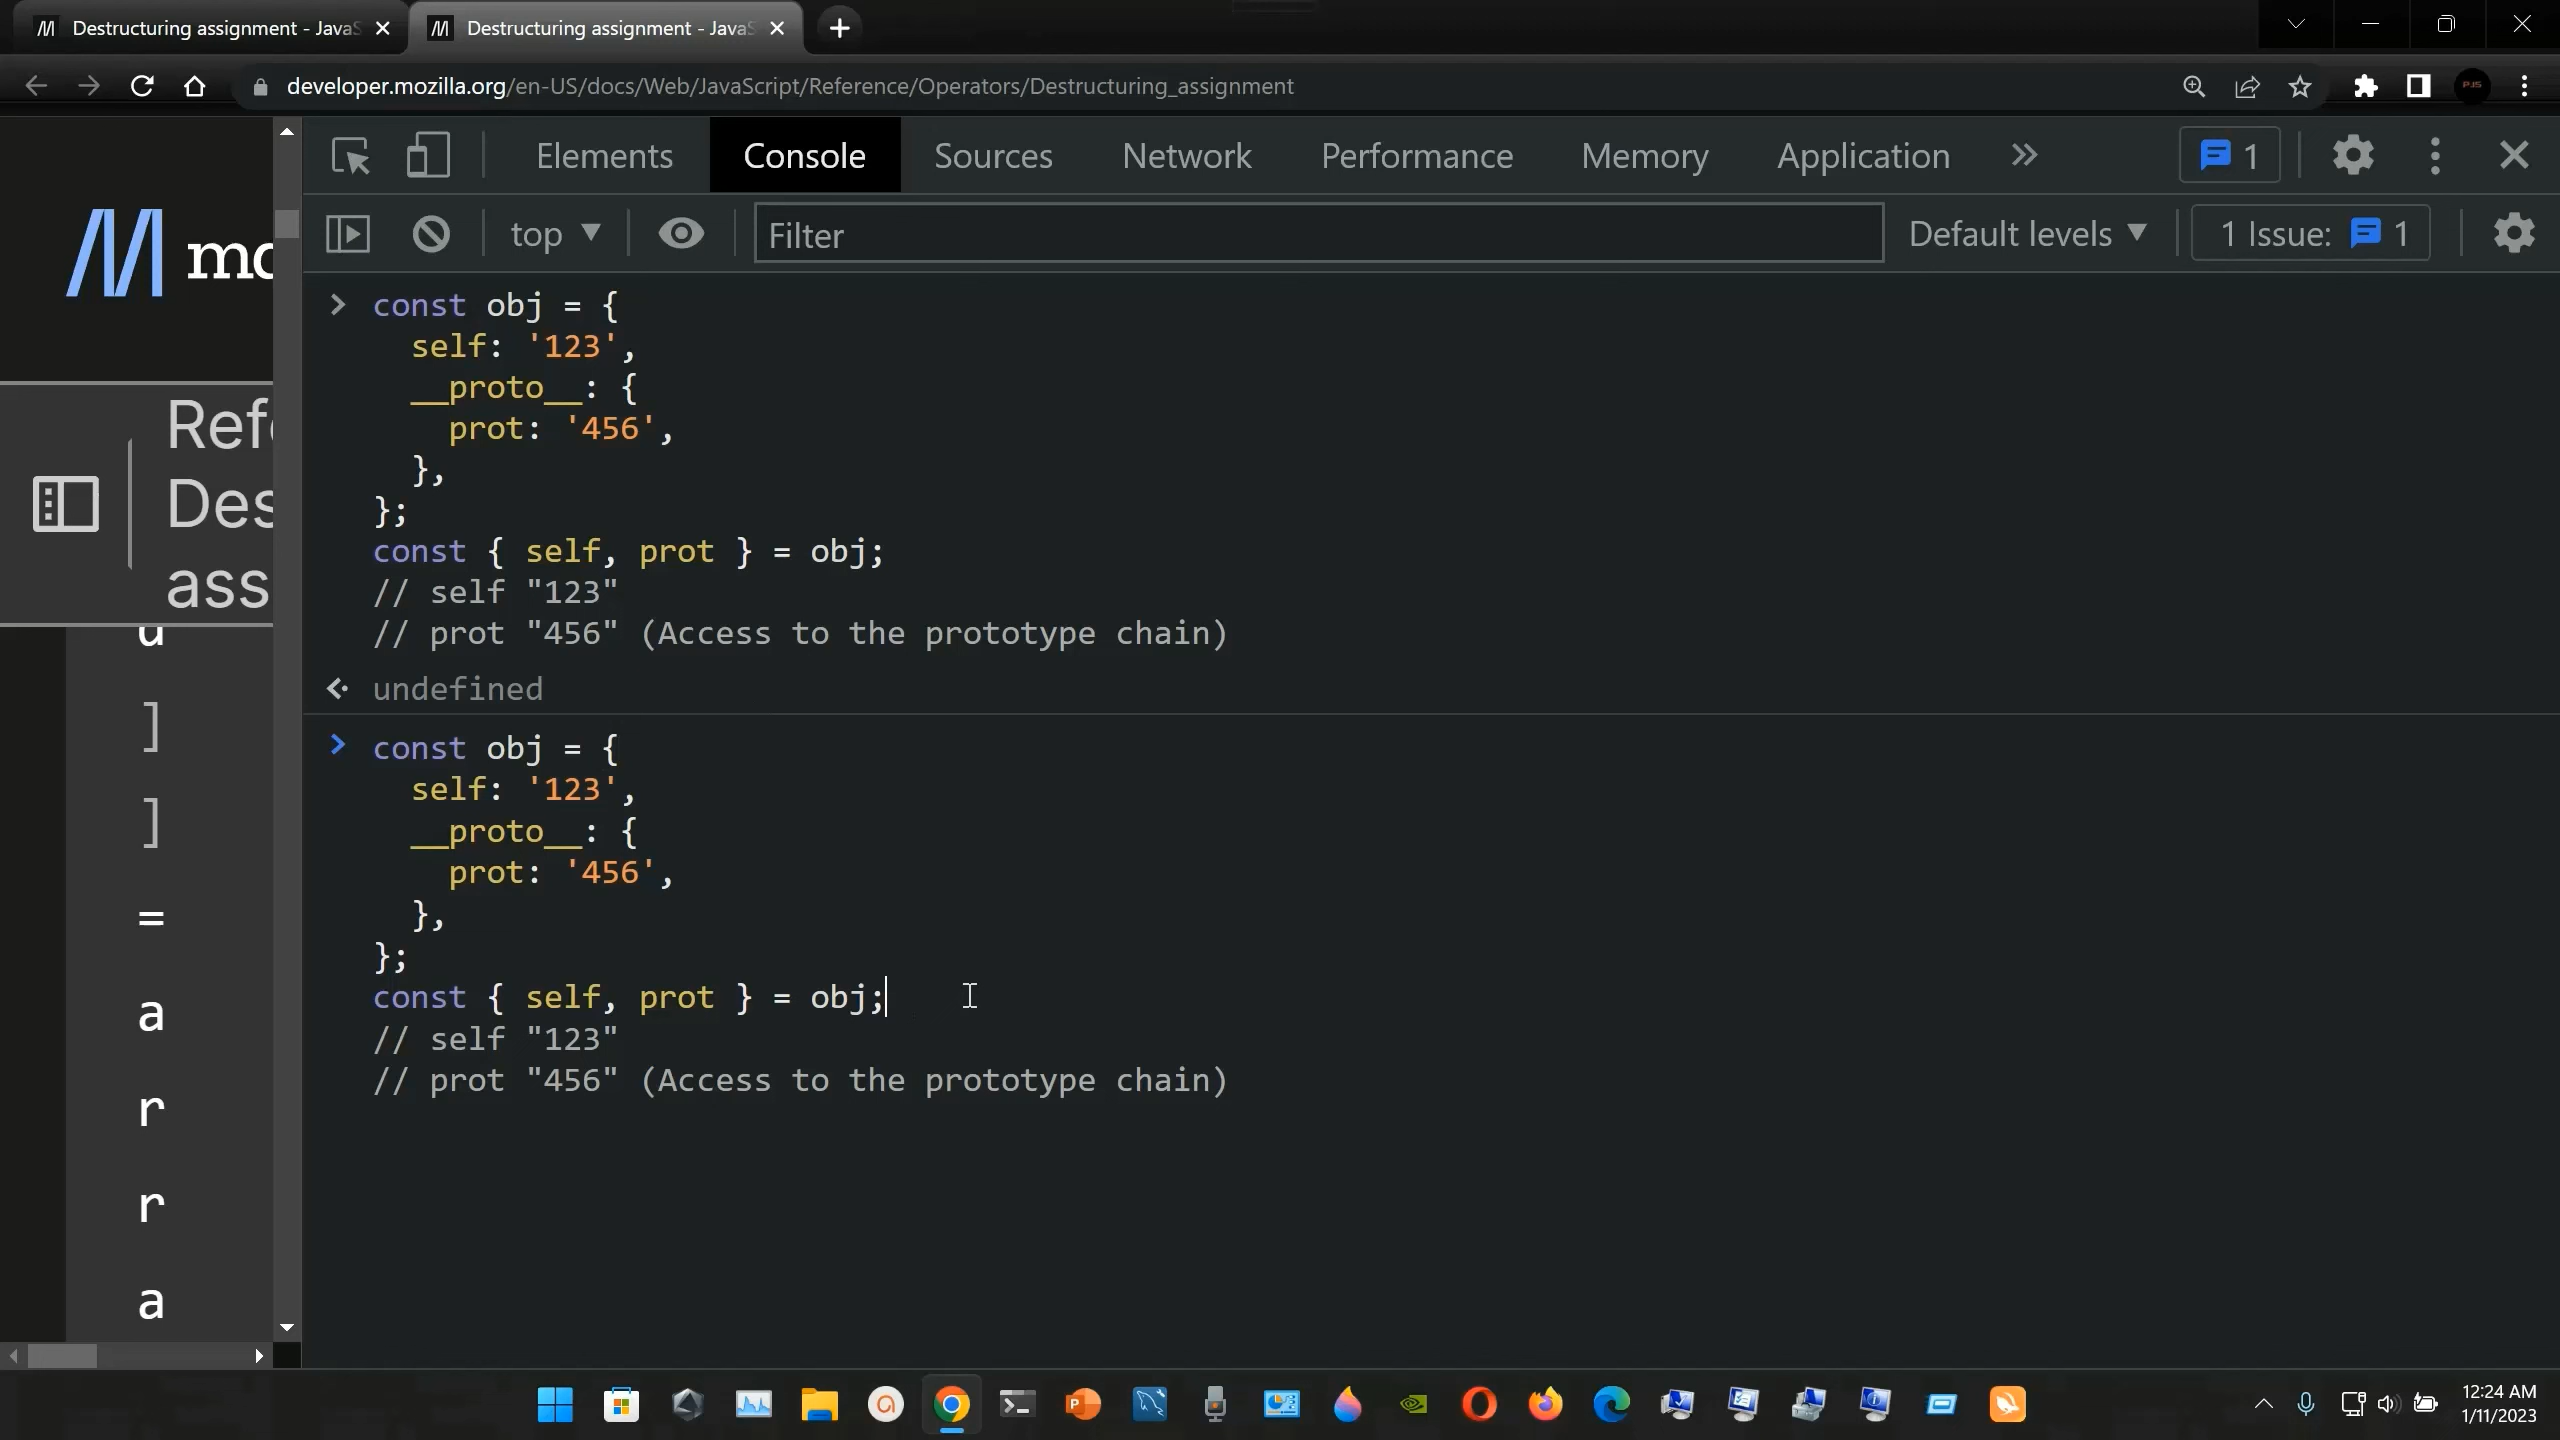 Destructuring assignment - Javas
Destructuring assignment - Javas
developer.mozilla.org/en-US/docs/Web/JavaScript/Reference/Operators/Destructuring_assignment
PJS
Elements
Console
Sources
Network
Performance
Memory
Application
1
top
Filter
Default levels
1 Issue: 1
mo
Refe
Des
ass
]
]
=
a
r
r
a
const obj = {
self: '123',
__proto__: {
prot: '456',
},
};
const { self, prot } = obj;
// self "123"
// prot "456" (Access to the prototype chain)
undefined
const obj = {
self: '123',
__proto__: {
prot: '456',
},
};
const { self, prot } = obj;
// self "123"
// prot "456" (Access to the prototype chain)
12:24 AM
1/11/2023